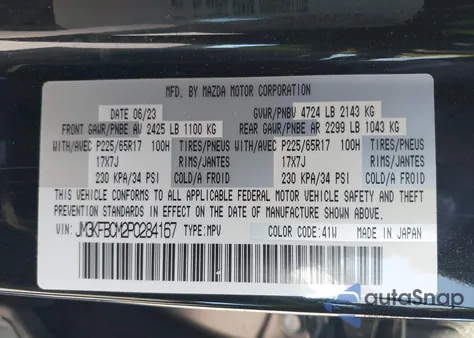 MFD. BY MAZDA MOTOR CORPORATION
DATE 06/23 GVWR/PNBV 4724 LB 2143 KG
FRONT GAWR/PNBE AV 2425 LB 1100 KG REAR GAWR/PNBE AR 2299 LB 1043 KG
WITH/AVEC P225/65R17 100H TIRES/PNEUS WITH/AVEC P225/65R17 100H TIRES/PNEUS
17X7J RIMS/JANTES 17X7J RIMS/JANTES
230 KPA/34 PSI COLD/A FROID 230 KPA/34 PSI COLD/A FROID
THIS VEHICLE CONFORMS TO ALL APPLICABLE FEDERAL MOTOR VEHICLE SAFETY AND THEFT
PREVENTION STANDARDS IN EFFECT ON THE DATE OF MANUFACTURE SHOWN ABOVE.
VIN: JM3KFBCM2P0284167 TYPE: MPV COLOR CODE: 41W MADE IN JAPAN
autoSnap